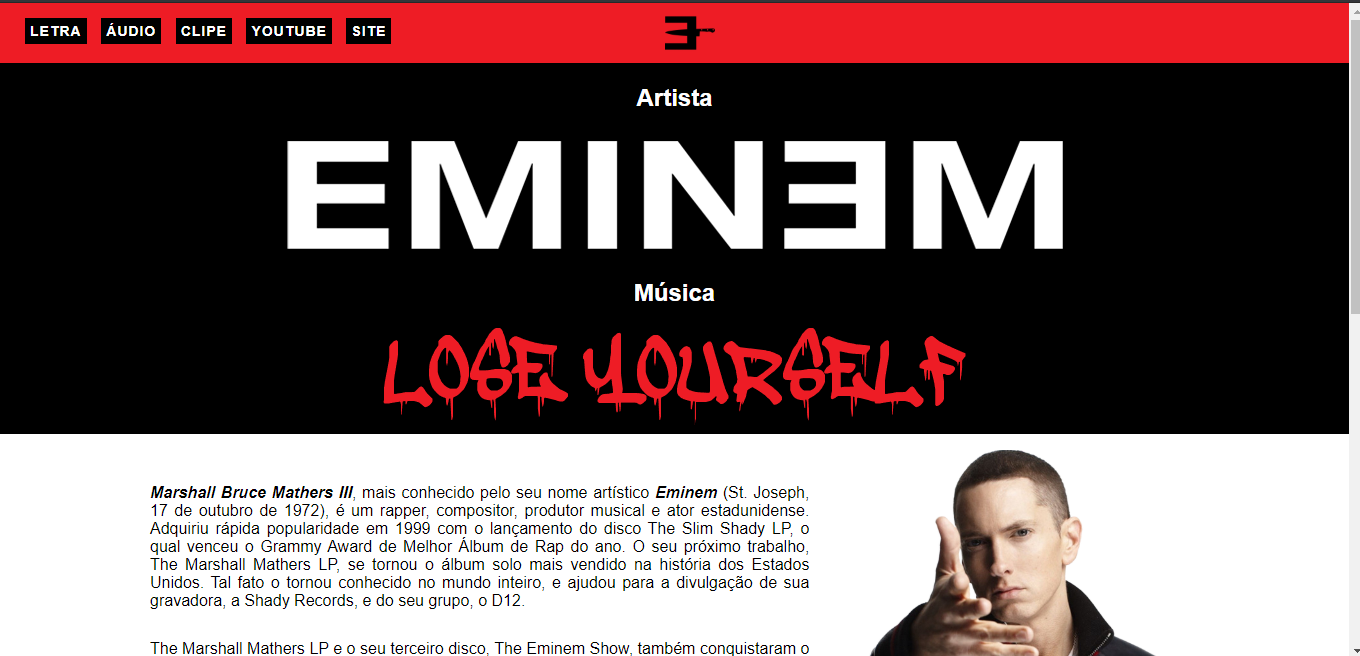 LETRA ÁUDIO CLIPE YOUTUBE SITE
Artista
EMINƎM
Música
LOSE YOURSELF
Marshall Bruce Mathers III, mais conhecido pelo seu nome artístico Eminem (St. Joseph,
17 de outubro de 1972), é um rapper, compositor, produtor musical e ator estadunidense.
Adquiriu rápida popularidade em 1999 com o lançamento do disco The Slim Shady LP, o
qual venceu o Grammy Award de Melhor Álbum de Rap do ano. O seu próximo trabalho,
The Marshall Mathers LP, se tornou o álbum solo mais vendido na história dos Estados
Unidos. Tal fato o tornou conhecido no mundo inteiro, e ajudou para a divulgação de sua
gravadora, a Shady Records, e do seu grupo, o D12.
The Marshall Mathers LP e o seu terceiro disco, The Eminem Show, também conquistaram o